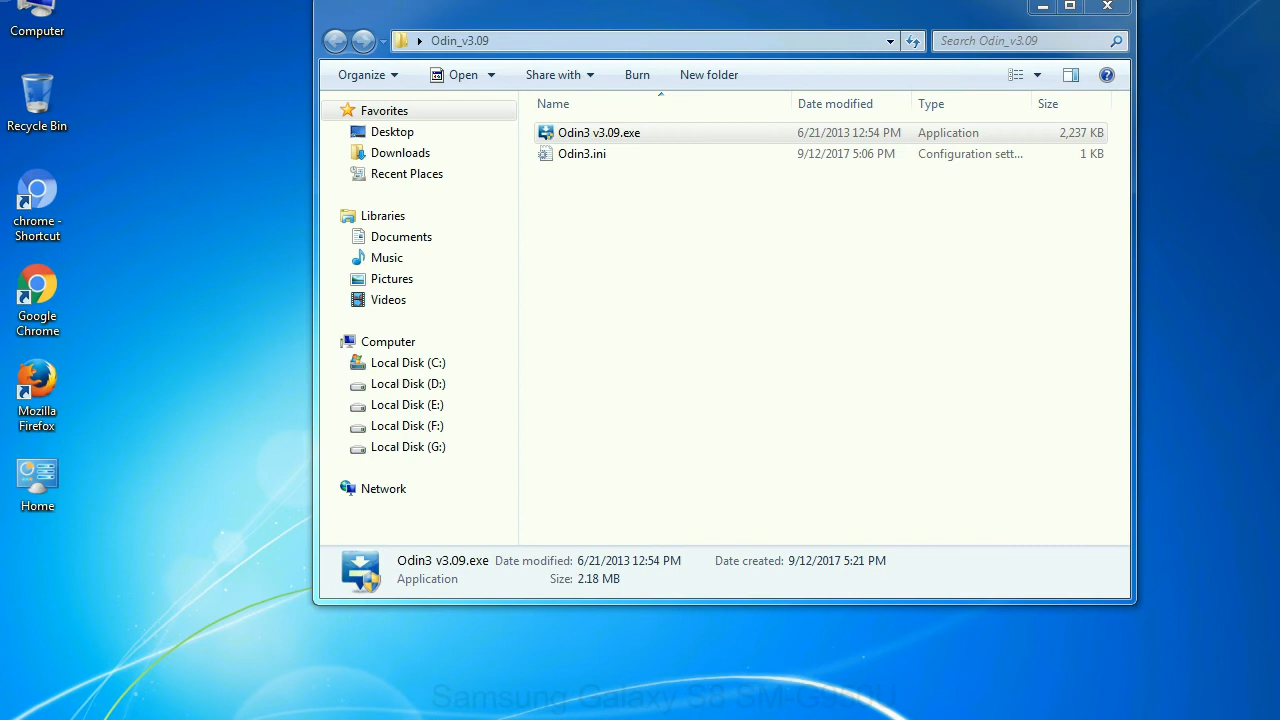 Computer
Recycle Bin
chrome -
Shortcut
Google
Chrome
Mozilla
Firefox
Home
Odin_v3.09
Search Odin_v3.09
Organize
Open
Share with
Burn
New folder
Name
Date modified
Type
Size
Odin3 v3.09.exe 6/21/2013 12:54 PM Application 2,237 KB
Odin3.ini 9/12/2017 5:06 PM Configuration sett... 1 KB
Favorites
Desktop
Downloads
Recent Places
Libraries
Documents
Music
Pictures
Videos
Computer
Local Disk (C:)
Local Disk (D:)
Local Disk (E:)
Local Disk (F:)
Local Disk (G:)
Network
Odin3 v3.09.exe Date modified: 6/21/2013 12:54 PM Date created: 9/12/2017 5:21 PM
Application Size: 2.18 MB
Samsung Galaxy S8